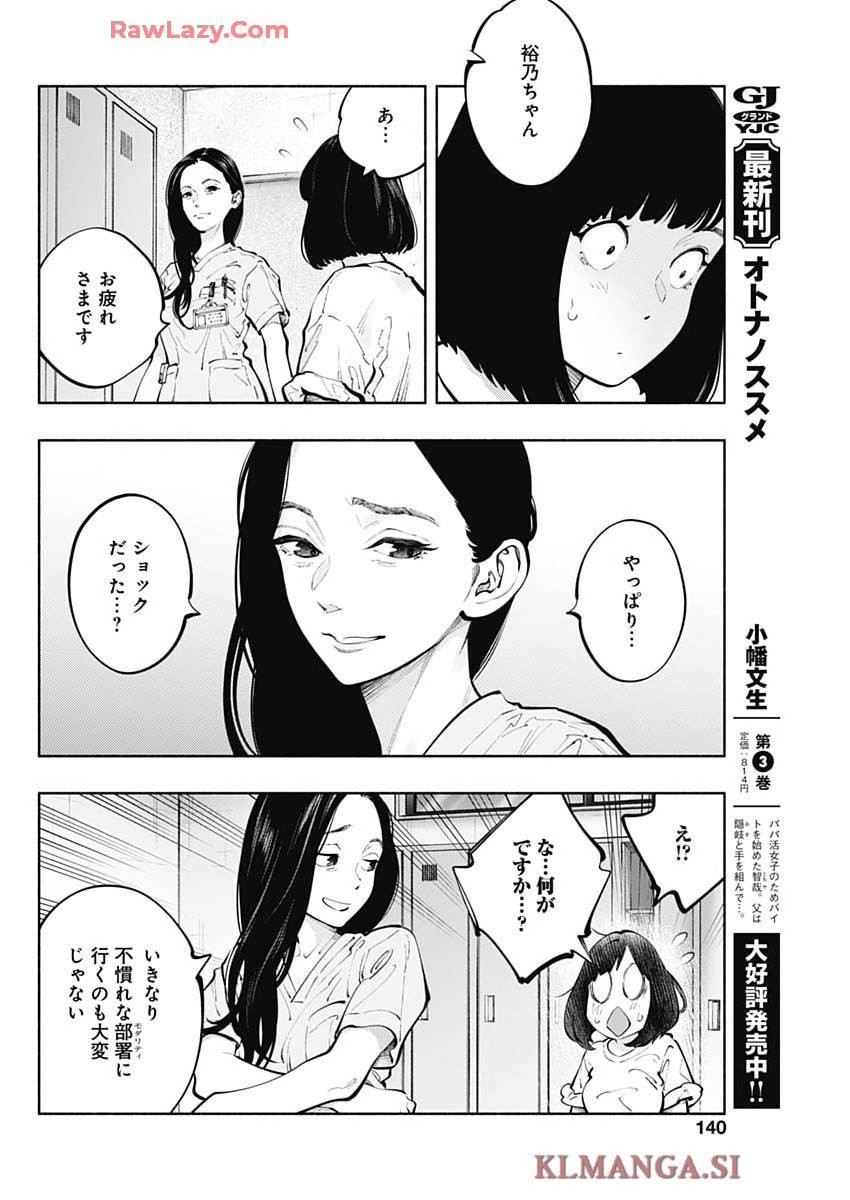 RawLazy.Com
裕乃ちゃん
あ…
お疲れ
さまです
やっぱり…
ショック
だった…?
え!?
な…何が
ですか…?
いきなり
不慣れな部署に
モダリティ
行くのも大変
じゃない
GJ
グランド
YJC
最新刊
オトナノススメ
小幡文生
第3巻
定価:814円
パパ活女子のためバイ
トを始めた智哉。父は
ともや
隠岐と手を組んで…。
おき
大好評発売中!!
140
KLMANGA.SI